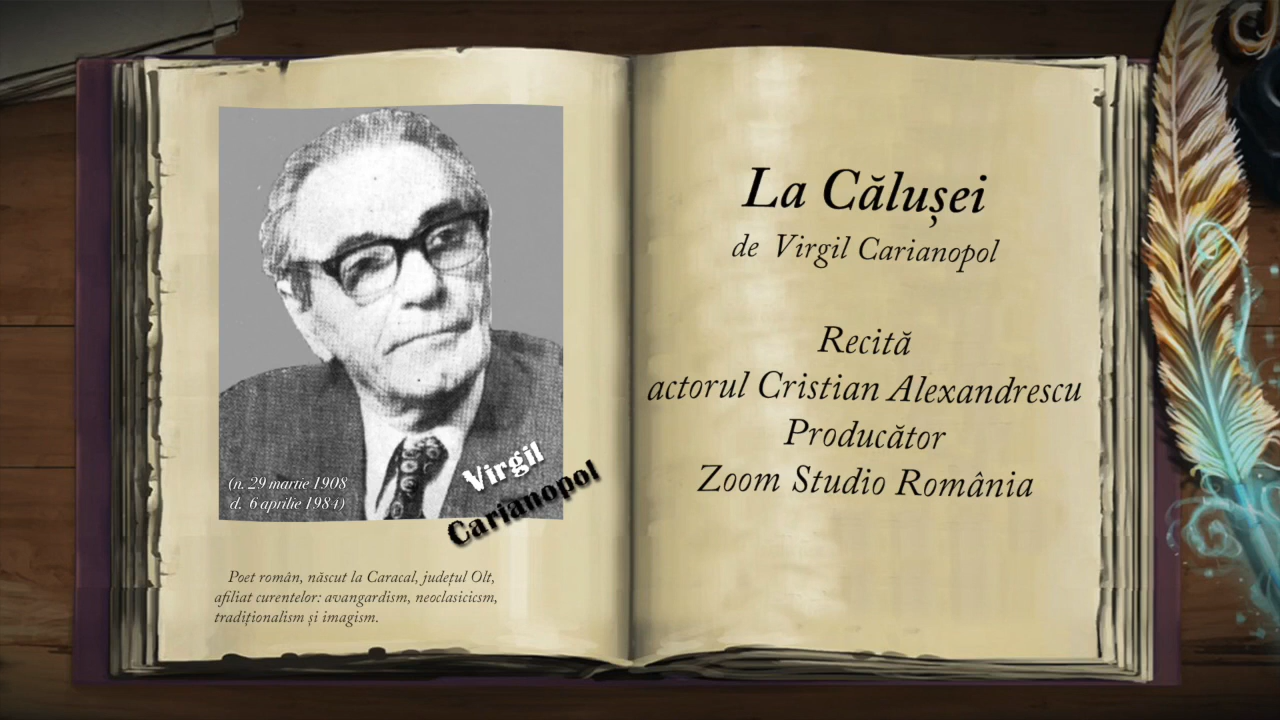 (n. 29 martie 1908
d. 6 aprilie 1984)
Virgil
Carianopol
Poet român, născut la Caracal, județul Olt,
afiliat curentelor: avangardism, neoclasicicsm,
tradiționalism și imagism.
La Călușei
de Virgil Carianopol
Recită
actorul Cristian Alexandrescu
Producător
Zoom Studio România